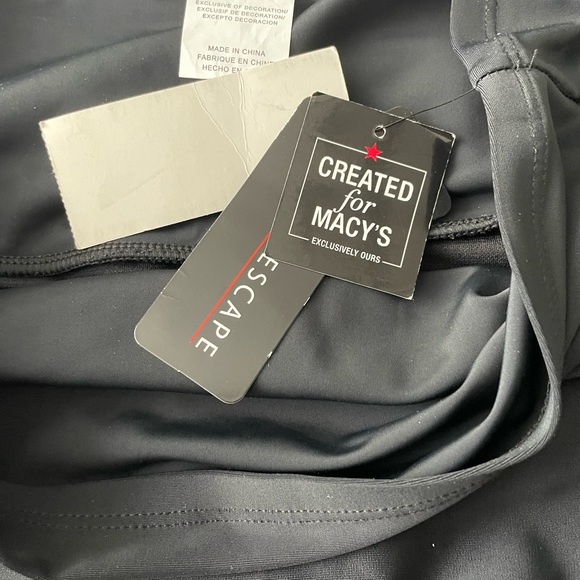 EXCLUSIVE OF DECORATION/
EXCLUSIF DE DECORATION/
EXCEPTO DECORACION
MADE IN CHINA
FABRIQUE EN CHINE
HECHO EN
CREATED
for
MACY'S
EXCLUSIVELY OURS
ESCAPE